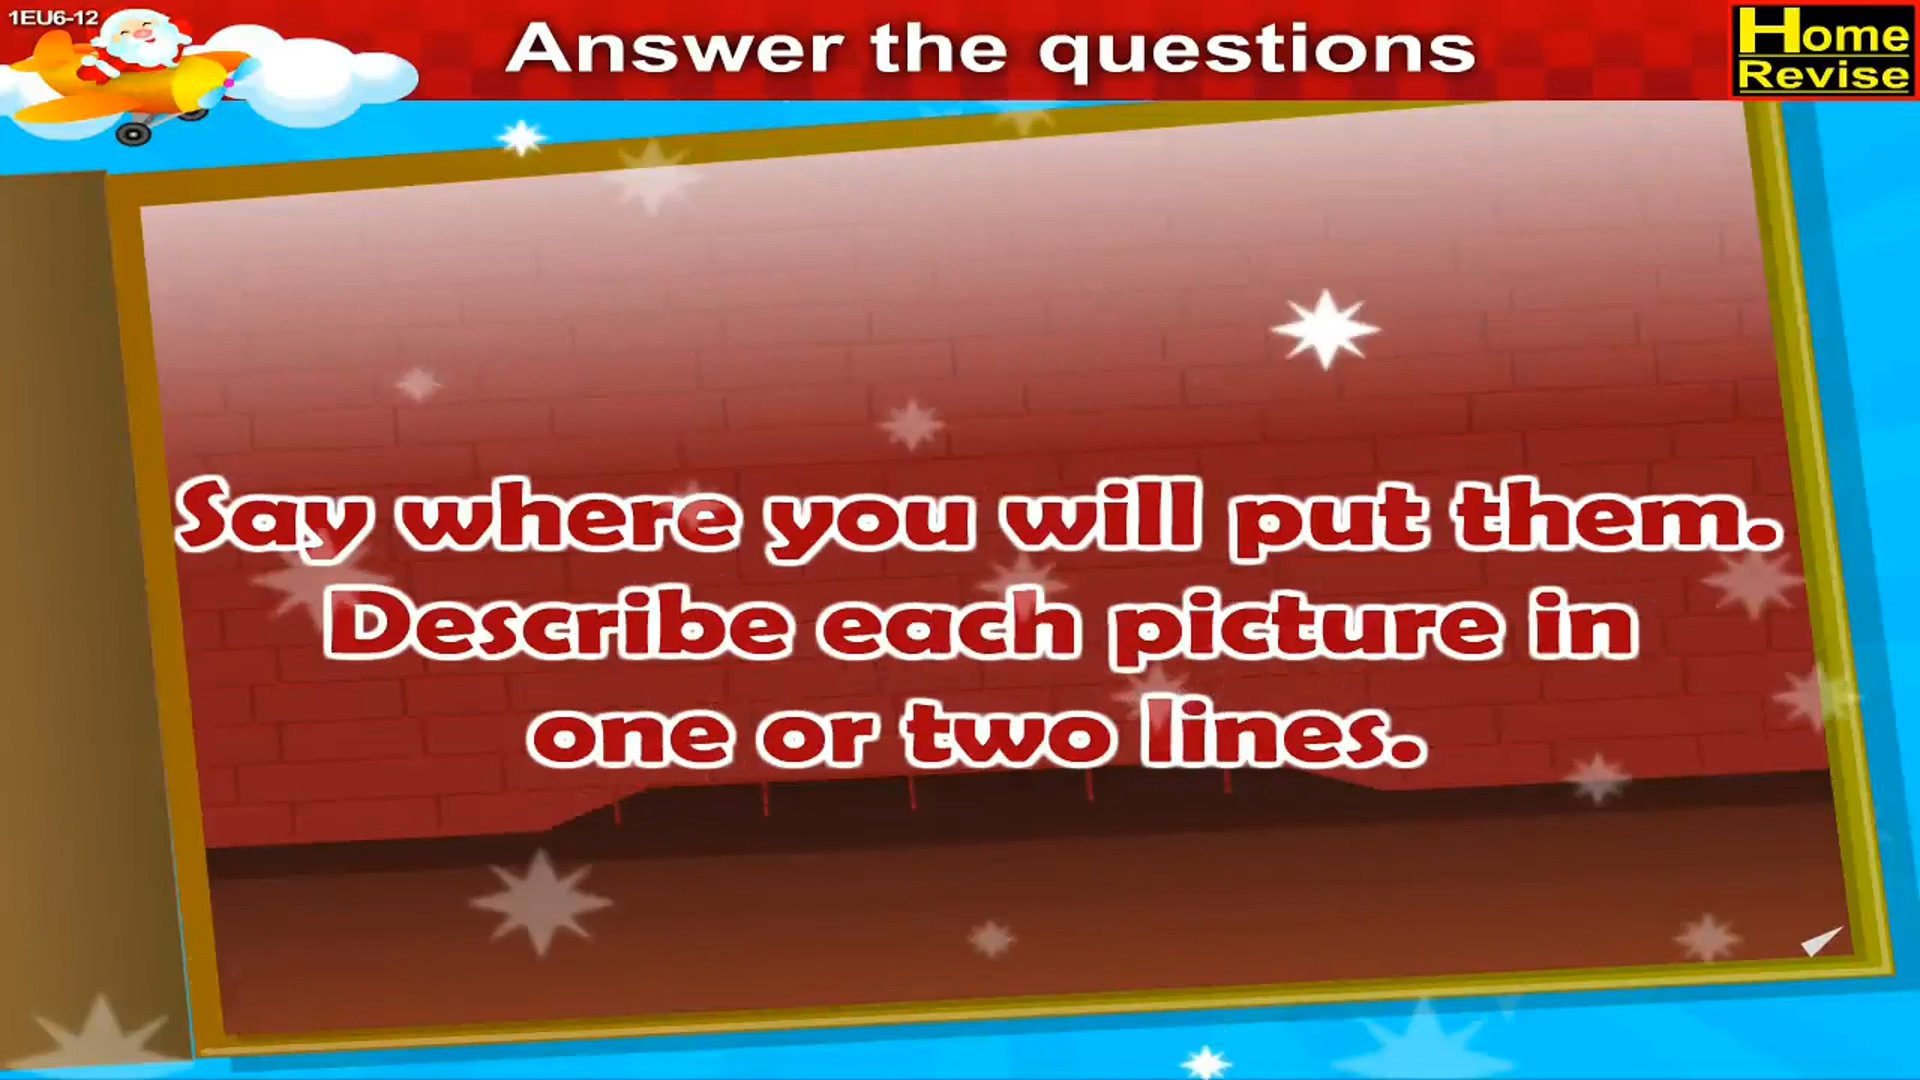 1EU6-12
Answer the questions
Home
Revise
Say where you will put them.
Describe each picture in
one or two lines.